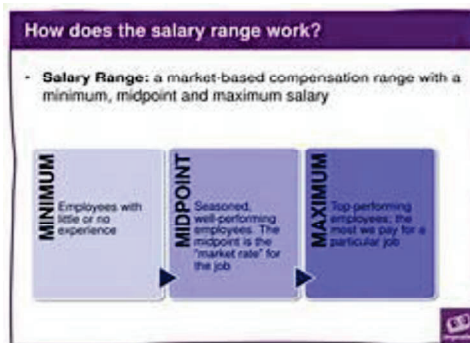 How does the salary range work?
- Salary Range: a market-based compensation range with a
minimum, midpoint and maximum salary
MINIMUM
Employees with
little or no
experience
MIDPOINT
Seasoned,
well-performing
employees. The
midpoint is the
"market rate" for
the job
MAXIMUM
Top-performing
employees; the
most we pay for a
particular job